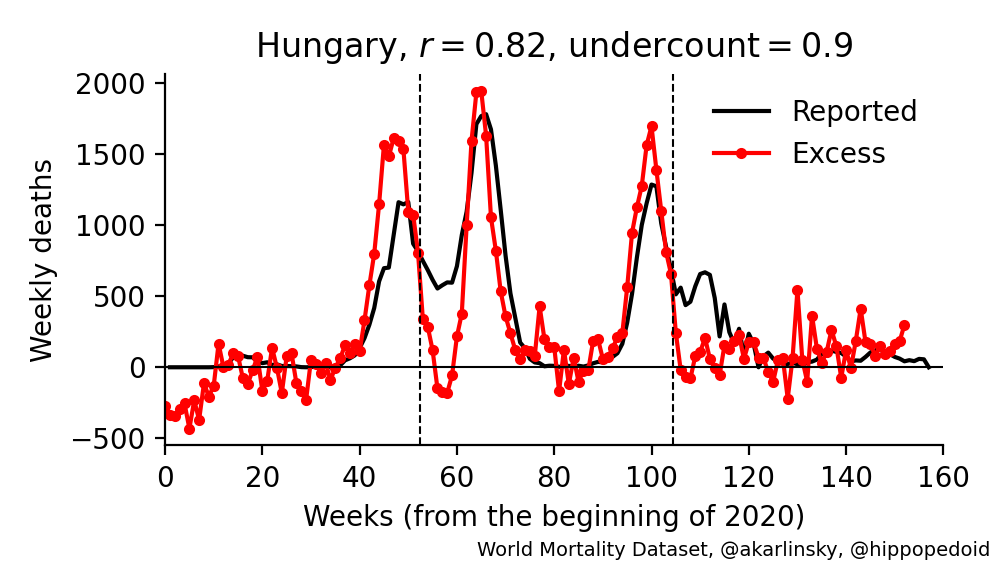 Hungary, r = 0.82, undercount = 0.9
Reported
Excess
Weekly deaths
2000
1500
1000
500
0
−500
0 20 40 60 80 100 120 140 160
Weeks (from the beginning of 2020)
World Mortality Dataset, @akarlinsky, @hippopedoid